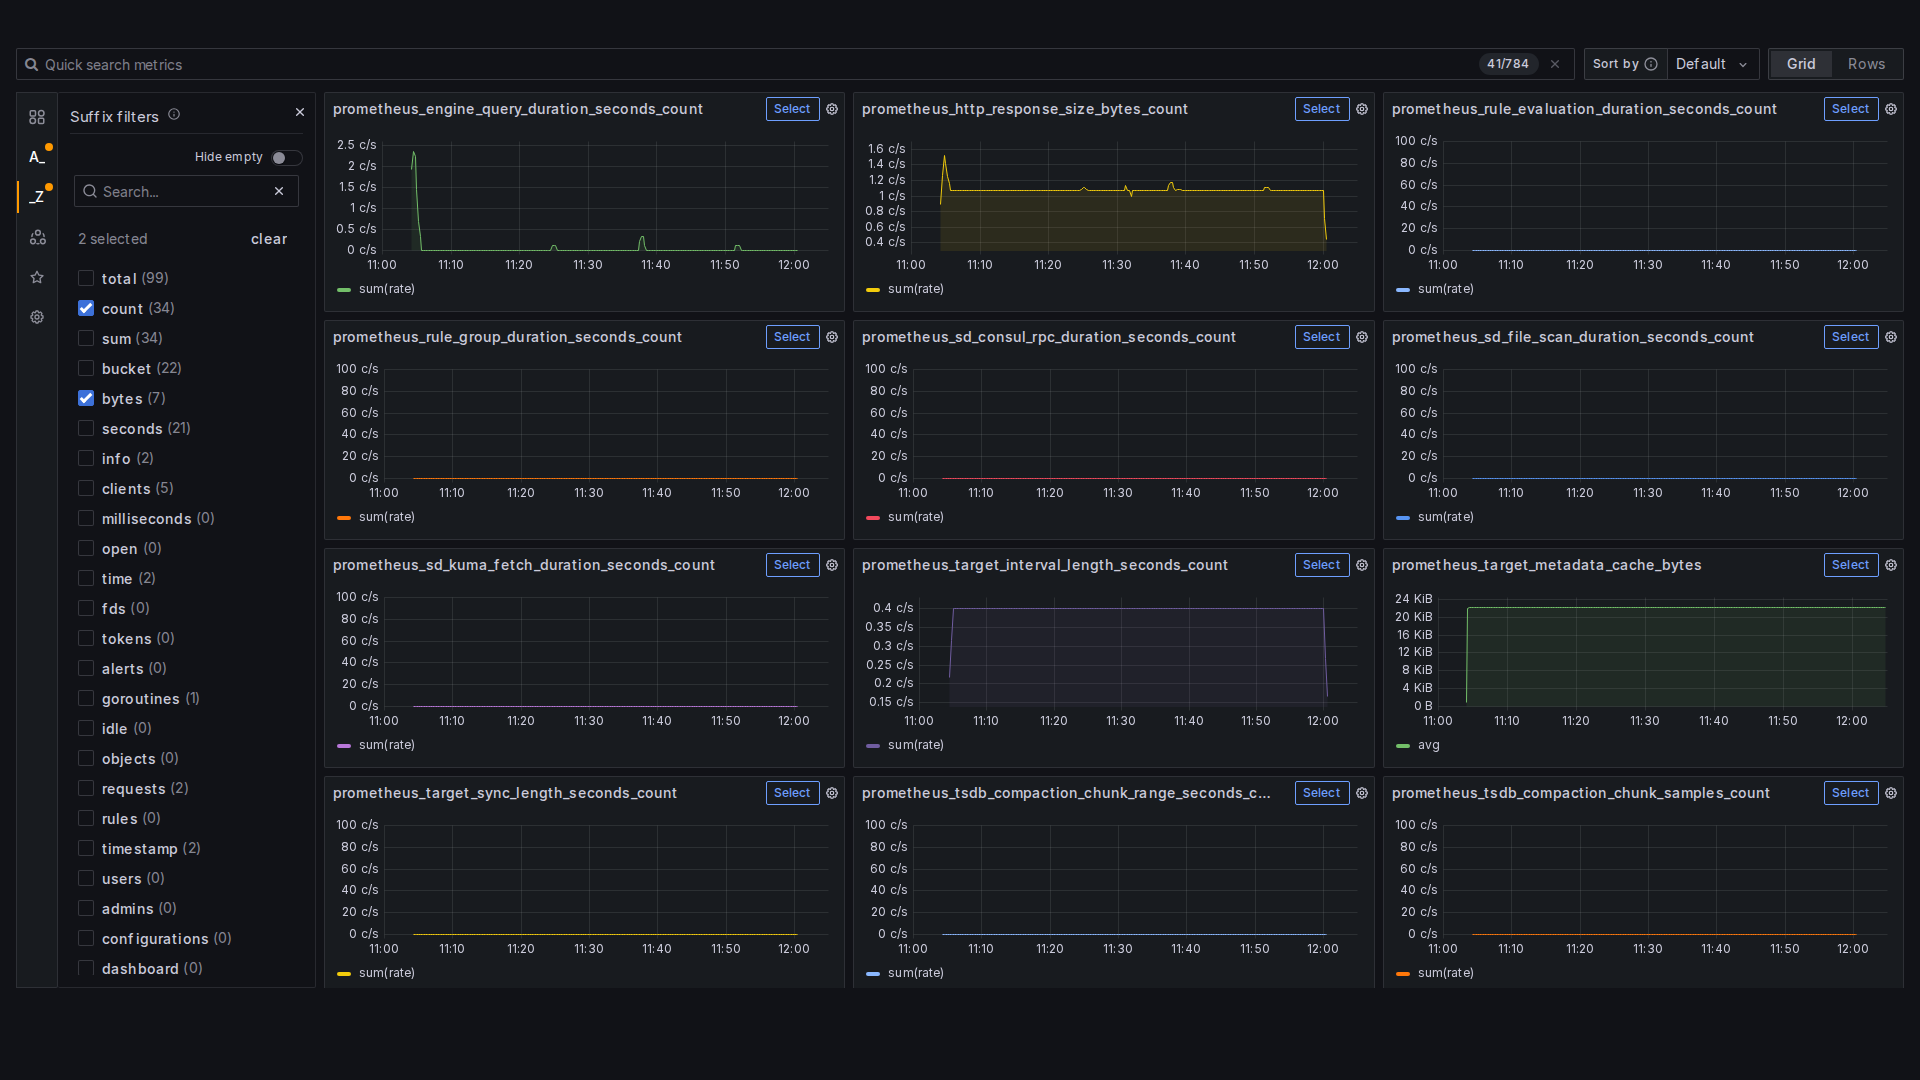 Quick search metrics
41/784
Sort by
Default
Grid
Rows
Suffix filters
A_
_Z
Hide empty
Search...
2 selected
clear
total (99)
count (34)
sum (34)
bucket (22)
bytes (7)
seconds (21)
info (2)
clients (5)
milliseconds (0)
open (0)
time (2)
fds (0)
tokens (0)
alerts (0)
goroutines (1)
idle (0)
objects (0)
requests (2)
rules (0)
timestamp (2)
users (0)
admins (0)
configurations (0)
dashboard (0)
prometheus_engine_query_duration_seconds_count
Select
2.5 c/s
2 c/s
1.5 c/s
1 c/s
0.5 c/s
0 c/s
11:00 11:10 11:20 11:30 11:40 11:50 12:00
sum(rate)
prometheus_http_response_size_bytes_count
Select
1.6 c/s
1.4 c/s
1.2 c/s
1 c/s
0.8 c/s
0.6 c/s
0.4 c/s
11:00 11:10 11:20 11:30 11:40 11:50 12:00
sum(rate)
prometheus_rule_evaluation_duration_seconds_count
Select
100 c/s
80 c/s
60 c/s
40 c/s
20 c/s
0 c/s
11:00 11:10 11:20 11:30 11:40 11:50 12:00
sum(rate)
prometheus_rule_group_duration_seconds_count
Select
100 c/s
80 c/s
60 c/s
40 c/s
20 c/s
0 c/s
11:00 11:10 11:20 11:30 11:40 11:50 12:00
sum(rate)
prometheus_sd_consul_rpc_duration_seconds_count
Select
100 c/s
80 c/s
60 c/s
40 c/s
20 c/s
0 c/s
11:00 11:10 11:20 11:30 11:40 11:50 12:00
sum(rate)
prometheus_sd_file_scan_duration_seconds_count
Select
100 c/s
80 c/s
60 c/s
40 c/s
20 c/s
0 c/s
11:00 11:10 11:20 11:30 11:40 11:50 12:00
sum(rate)
prometheus_sd_kuma_fetch_duration_seconds_count
Select
100 c/s
80 c/s
60 c/s
40 c/s
20 c/s
0 c/s
11:00 11:10 11:20 11:30 11:40 11:50 12:00
sum(rate)
prometheus_target_interval_length_seconds_count
Select
0.4 c/s
0.35 c/s
0.3 c/s
0.25 c/s
0.2 c/s
0.15 c/s
11:00 11:10 11:20 11:30 11:40 11:50 12:00
sum(rate)
prometheus_target_metadata_cache_bytes
Select
24 KiB
20 KiB
16 KiB
12 KiB
8 KiB
4 KiB
0 B
11:00 11:10 11:20 11:30 11:40 11:50 12:00
avg
prometheus_target_sync_length_seconds_count
Select
100 c/s
80 c/s
60 c/s
40 c/s
20 c/s
0 c/s
11:00 11:10 11:20 11:30 11:40 11:50 12:00
sum(rate)
prometheus_tsdb_compaction_chunk_range_seconds_c...
Select
100 c/s
80 c/s
60 c/s
40 c/s
20 c/s
0 c/s
11:00 11:10 11:20 11:30 11:40 11:50 12:00
sum(rate)
prometheus_tsdb_compaction_chunk_samples_count
Select
100 c/s
80 c/s
60 c/s
40 c/s
20 c/s
0 c/s
11:00 11:10 11:20 11:30 11:40 11:50 12:00
sum(rate)